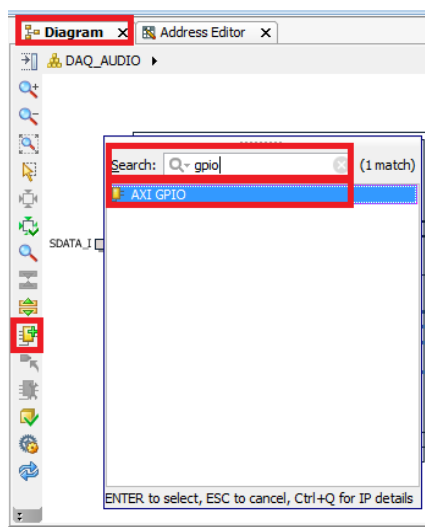 Diagram X Address Editor X
DAQ_AUDIO
Search: gpio (1 match)
AXI GPIO
SDATA_I
ENTER to select, ESC to cancel, Ctrl+Q for IP details